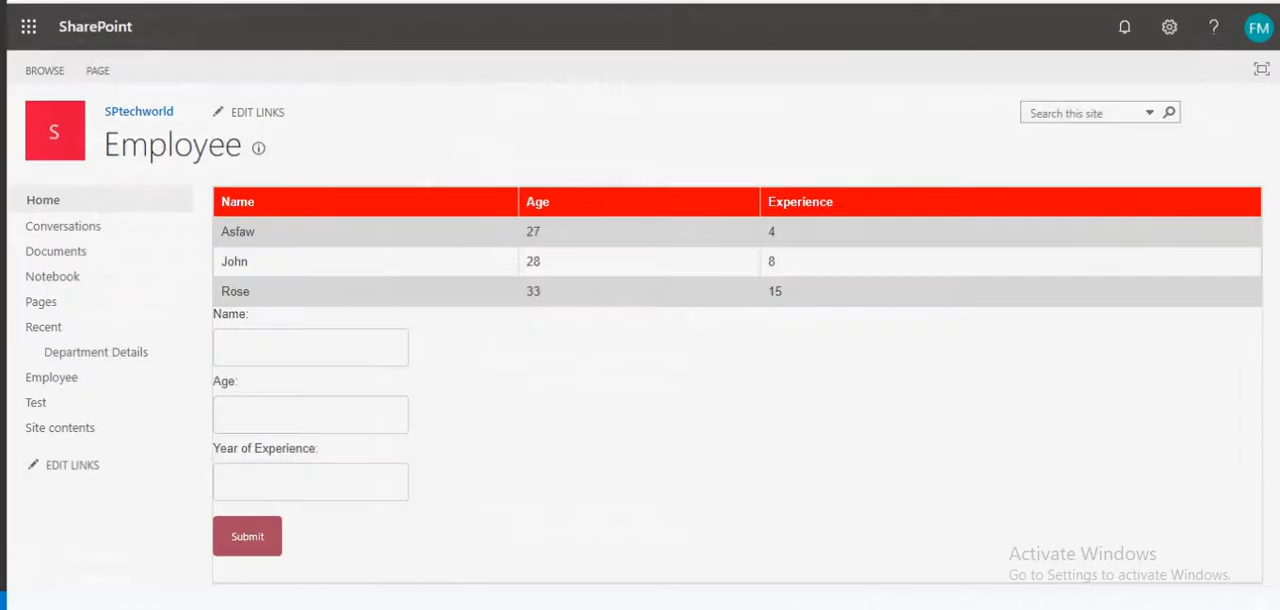 SharePoint
FM
BROWSE PAGE
S
SPtechworld EDIT LINKS
Search this site
Employee
Home
Conversations
Documents
Notebook
Pages
Recent
Department Details
Employee
Test
Site contents
EDIT LINKS
Name Age Experience
Asfaw 27 4
John 28 8
Rose 33 15
Name:
Age:
Year of Experience:
Submit
Activate Windows
Go to Settings to activate Windows.